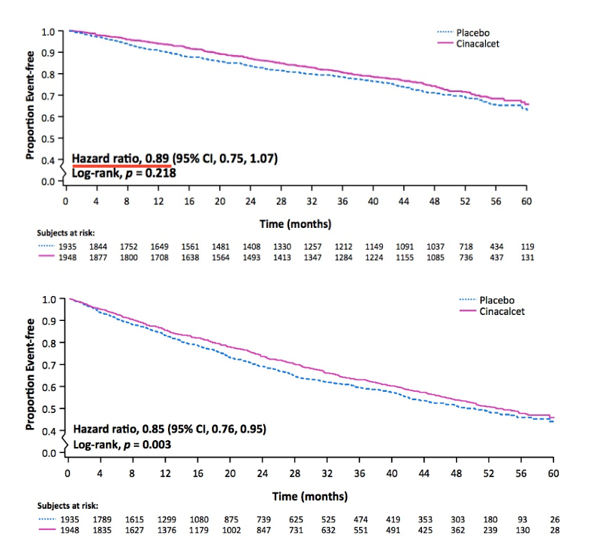 Placebo
Cinacalcet
Proportion Event-free
1.0
0.9
0.8
0.7
0.6
0.5
0.4
0.0
Hazard ratio, 0.89 (95% CI, 0.75, 1.07)
Log-rank, p = 0.218
0 4 8 12 16 20 24 28 32 36 40 44 48 52 56 60
Time (months)
Subjects at risk:
1935 1844 1752 1649 1561 1481 1408 1330 1257 1212 1149 1091 1037 718 434 119
1948 1877 1800 1708 1638 1564 1493 1413 1347 1284 1224 1155 1085 736 437 131
Placebo
Cinacalcet
Proportion Event-free
1.0
0.9
0.8
0.7
0.6
0.5
0.4
0.0
Hazard ratio, 0.85 (95% CI, 0.76, 0.95)
Log-rank, p = 0.003
0 4 8 12 16 20 24 28 32 36 40 44 48 52 56 60
Time (months)
Subjects at risk:
1935 1789 1615 1299 1080 875 739 625 525 474 419 353 303 180 93 26
1948 1835 1627 1376 1179 1002 847 731 632 551 491 425 362 239 130 28